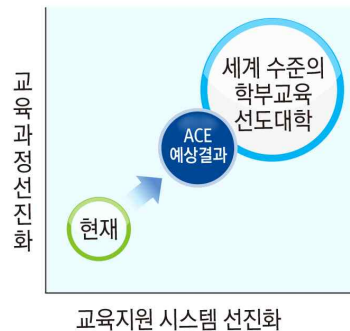 교육과정선진화
세계 수준의
학부교육
선도대학
ACE
예상결과
현재
교육지원 시스템 선진화